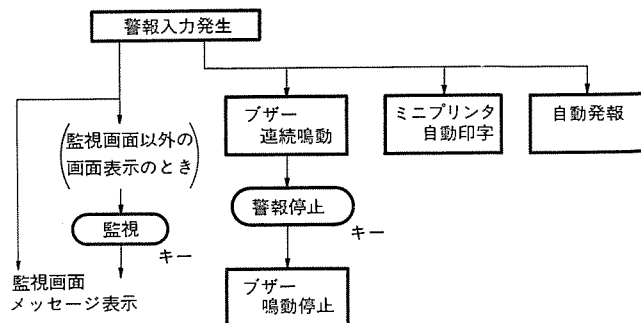 警報入力発生
(監視画面以外の
画面表示のとき)
監視
キー
監視画面
メッセージ表示
ブザー
連続鳴動
警報停止
キー
ブザー
鳴動停止
ミニプリンタ
自動印字
自動発報